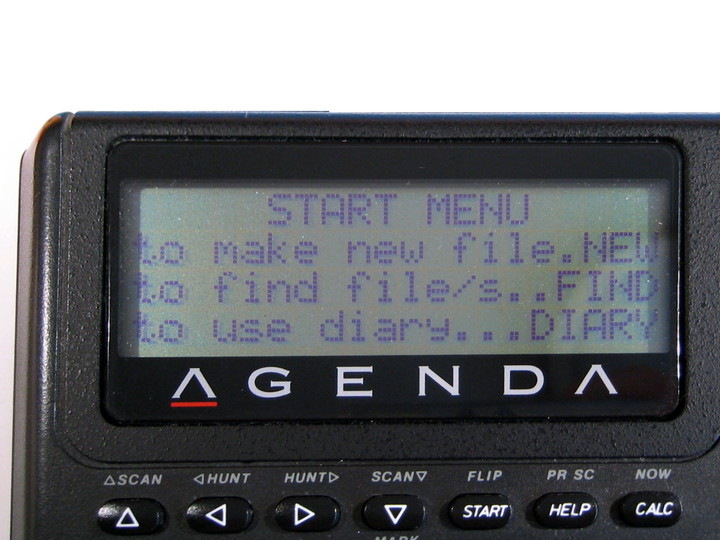 START MENU
to make new file.NEW
to find file/s..FIND
to use diary...DIARY
AGENDA
△SCAN ◁HUNT HUNT▷ SCAN▽ FLIP PR SC NOW
△ ◁ ▷ ▽ START HELP CALC
MARK